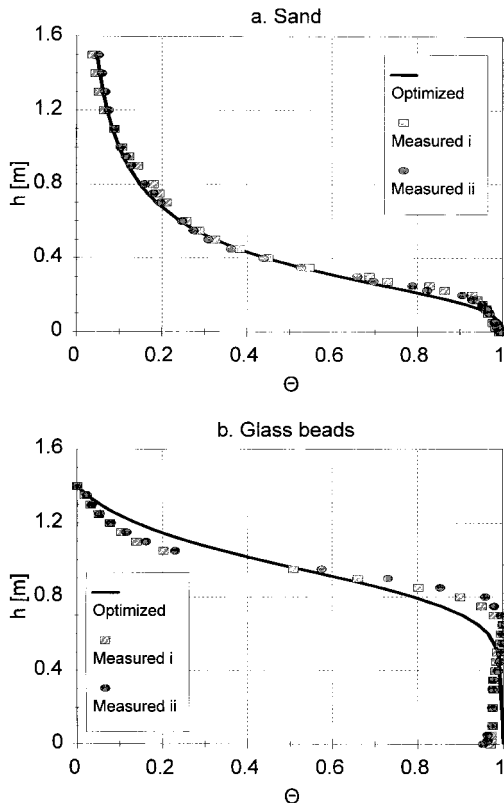 a. Sand
1.6
1.2
0.8
0.4
0
h [m]
Optimized
Measured i
Measured ii
0
0.2
0.4
0.6
0.8
1
Θ
b. Glass beads
1.6
1.2
0.8
0.4
0
h [m]
Optimized
Measured i
Measured ii
0
0.2
0.4
0.6
0.8
1
Θ